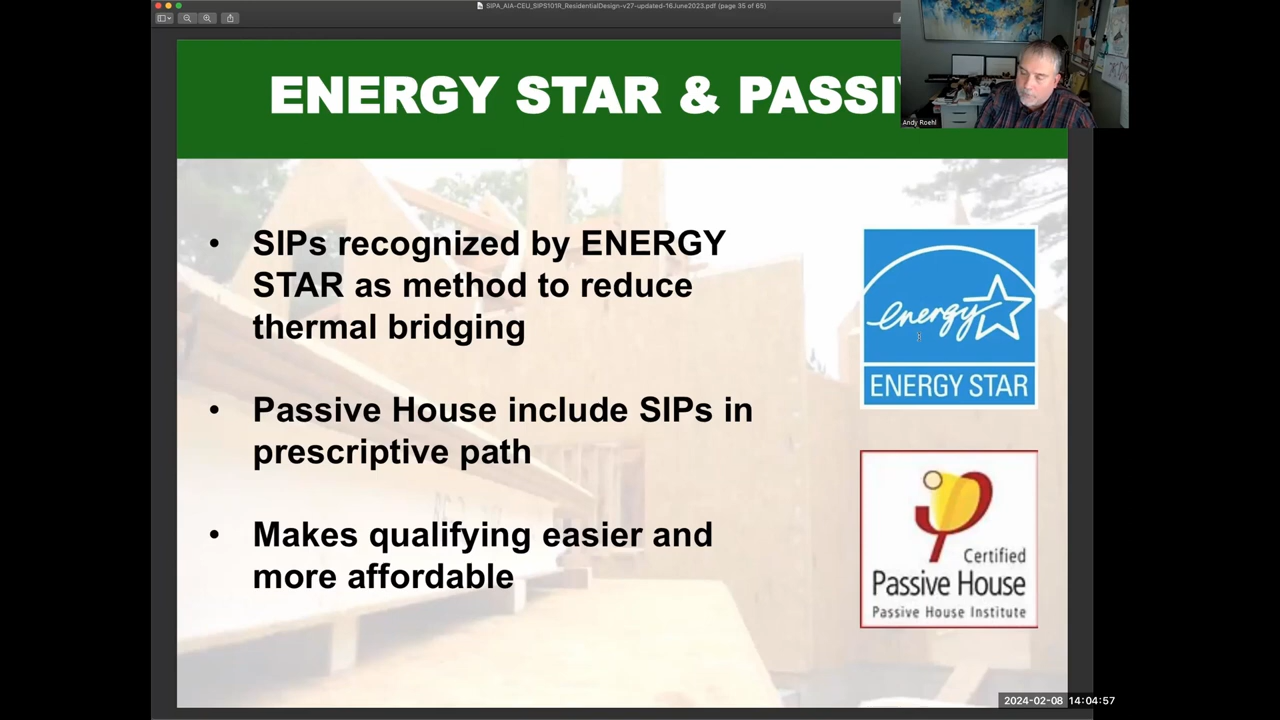 SIPA_AIA-CEU_SIPS101R_ResidentialDesign-v27-updated-16June2023.pdf (page 35 of 65)
ENERGY STAR & PASSIV
Andy Roehl
• SIPs recognized by ENERGY
STAR as method to reduce
thermal bridging
• Passive House include SIPs in
prescriptive path
• Makes qualifying easier and
more affordable
energy
ENERGY STAR
Certified
Passive House
Passive House Institute
2024-02-08 14:04:57